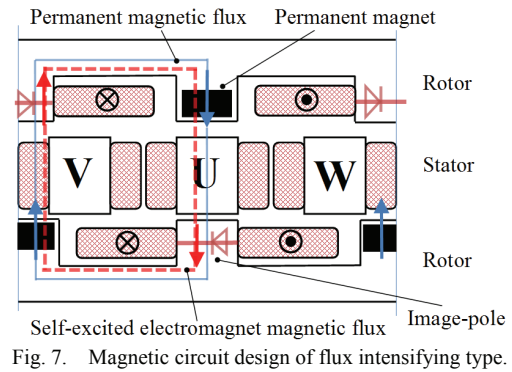 Permanent magnetic flux Permanent magnet
Rotor
V U W Stator
Rotor
Image-pole
Self-excited electromagnet magnetic flux
Fig. 7. Magnetic circuit design of flux intensifying type.